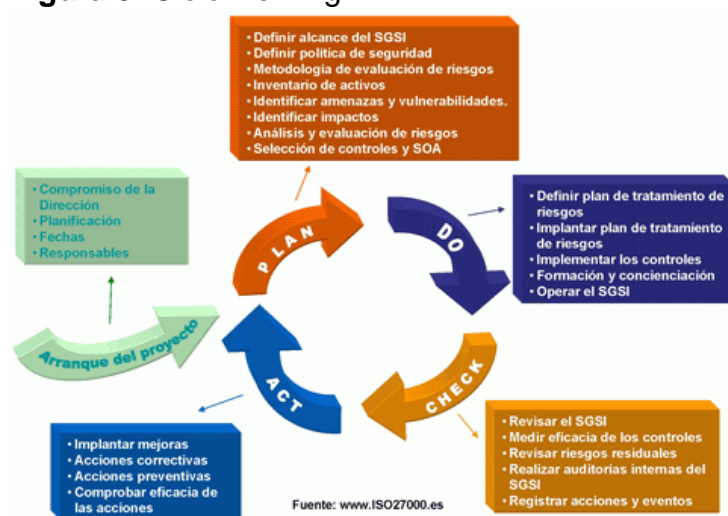 • Definir alcance del SGSI
• Definir política de seguridad
• Metodología de evaluación de riesgos
• Inventario de activos
• Identificar amenazas y vulnerabilidades.
• Identificar impactos
• Análisis y evaluación de riesgos
• Selección de controles y SOA
• Compromiso de la
Dirección
• Planificación
• Fechas
• Responsables
Arranque del proyecto
PLAN
DO
• Definir plan de tratamiento de
riesgos
• Implantar plan de tratamiento
de riesgos
• Implementar los controles
• Formación y concienciación
• Operar el SGSI
CHECK
• Revisar el SGSI
• Medir eficacia de los controles
• Revisar riesgos residuales
• Realizar auditorías internas del
SGSI
• Registrar acciones y eventos
ACT
• Implantar mejoras
• Acciones correctivas
• Acciones preventivas
• Comprobar eficacia de
las acciones
Fuente: www.ISO27000.es